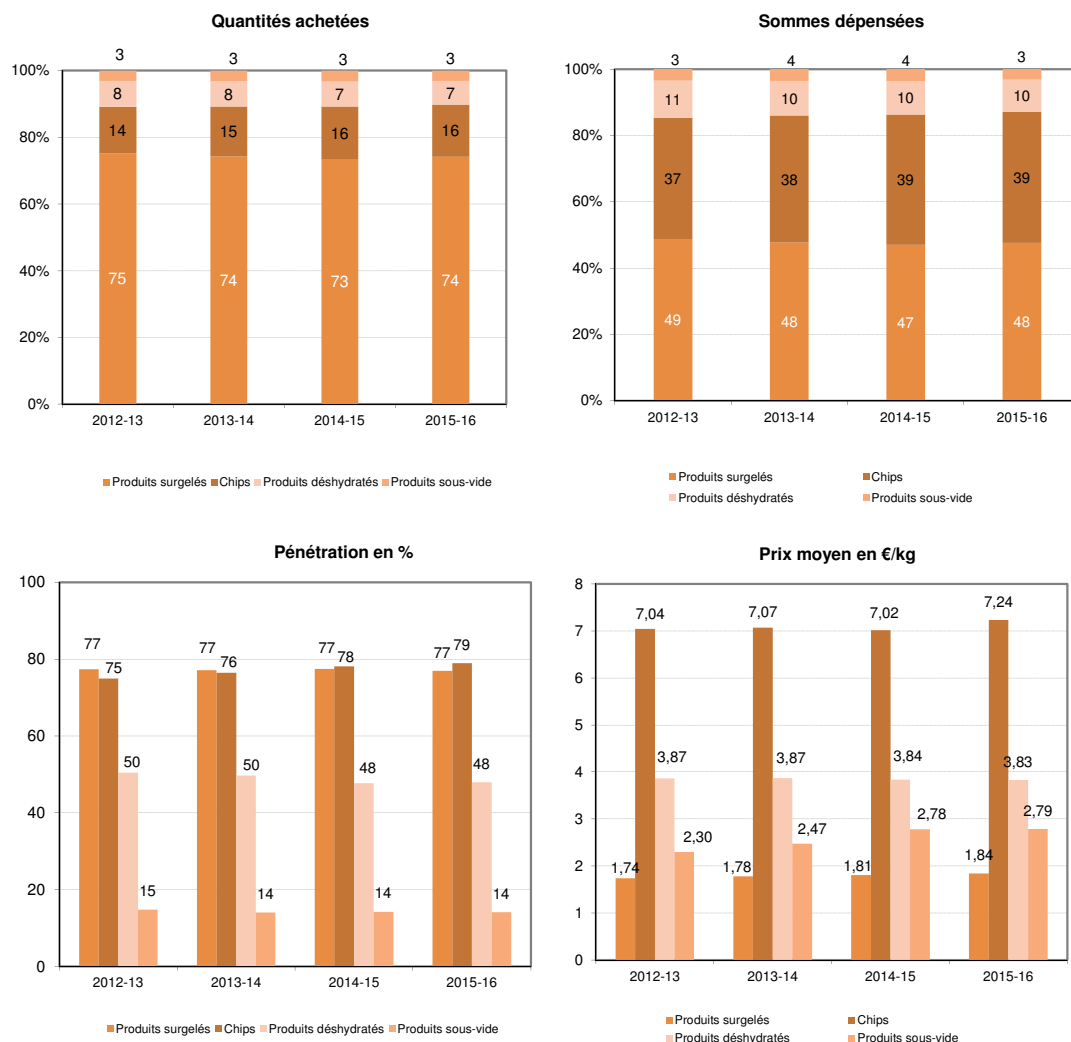 Quantités achetées
3 3 3 3
100%
8 8 7 7
14 15 16 16
80%
60%
40%
75 74 73 74
20%
0%
2012-13 2013-14 2014-15 2015-16
Produits surgelés Chips Produits déshydratés Produits sous-vide
Sommes dépensées
3 4 4 3
100%
11 10 10 10
80%
37 38 39 39
60%
40%
49 48 47 48
20%
0%
2012-13 2013-14 2014-15 2015-16
Produits surgelés Chips
Produits déshydratés Produits sous-vide
Pénétration en %
100
77 75 77 76 77 78 77 79
80
60
50 50 48 48
40
20
15 14 14 14
0
2012-13 2013-14 2014-15 2015-16
Produits surgelés Chips Produits déshydratés Produits sous-vide
Prix moyen en €/kg
8
7,04 7,07 7,02 7,24
7
6
5
3,87 3,87 3,84 3,83
4
3
2,30 2,47 2,78 2,79
2
1,74 1,78 1,81 1,84
1
0
2012-13 2013-14 2014-15 2015-16
Produits surgelés Chips
Produits déshydratés Produits sous-vide